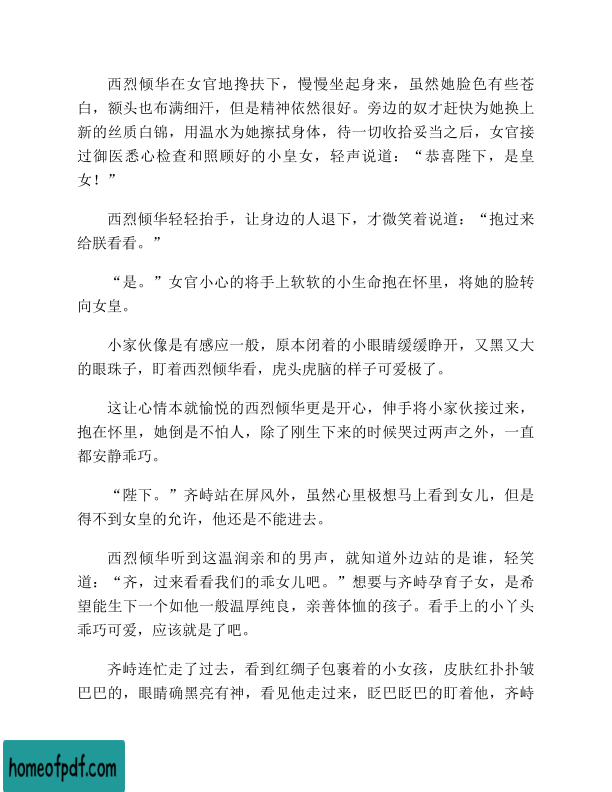 西烈倾华在女官地搀扶下，慢慢坐起身来，虽然她脸色有些苍
白，额头也布满细汗，但是精神依然很好。旁边的奴才赶快为她换上
新的丝质白锦，用温水为她擦拭身体，待一切收拾妥当之后，女官接
过御医悉心检查和照顾好的小皇女，轻声说道：“恭喜陛下，是皇
女！”
西烈倾华轻轻抬手，让身边的人退下，才微笑着说道：“抱过来
给朕看看。”
“是。”女官小心的将手上软软的小生命抱在怀里，将她的脸转
向女皇。
小家伙像是有感应一般，原本闭着的小眼睛缓缓睁开，又黑又大
的眼珠子，盯着西烈倾华看，虎头虎脑的样子可爱极了。
这让心情本就愉悦的西烈倾华更是开心，伸手将小家伙接过来，
抱在怀里，她倒是不怕人，除了刚生下来的时候哭过两声之外，一直
都安静乖巧。
“陛下。”齐峙站在屏风外，虽然心里极想马上看到女儿，但是
得不到女皇的允许，他还是不能进去。
西烈倾华听到这温润亲和的男声，就知道外边站的是谁，轻笑
道：“齐，过来看看我们的乖女儿吧。”想要与齐峙孕育子女，是希
望能生下一个如他一般温厚纯良，亲善体恤的孩子。看手上的小丫头
乖巧可爱，应该就是了吧。
齐峙连忙走了过去，看到红绸子包裹着的小女孩，皮肤红扑扑皱
巴巴的，眼睛确黑亮有神，看见他走过来，眨巴眨巴的盯着他，齐峙
homeofpdf.com